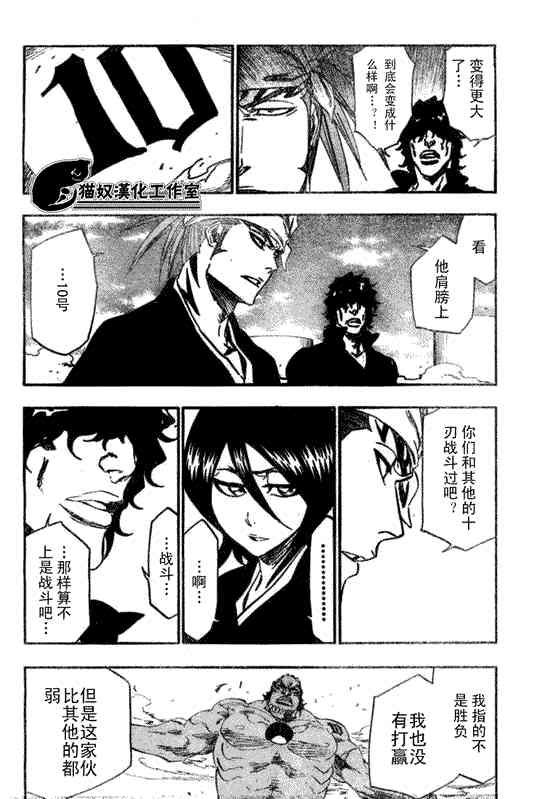 变得更大
了…
到底会变成什
么样啊…?!
10
猫奴漢化工作室
看
他肩膀上
…10号
你们和其他的十
刃战斗过吧?
…………
…啊…
…战斗…
…那样算不
上是战斗吧…
我指的不
是胜负
我也没
有打赢
但是这家伙
比其他的都
弱